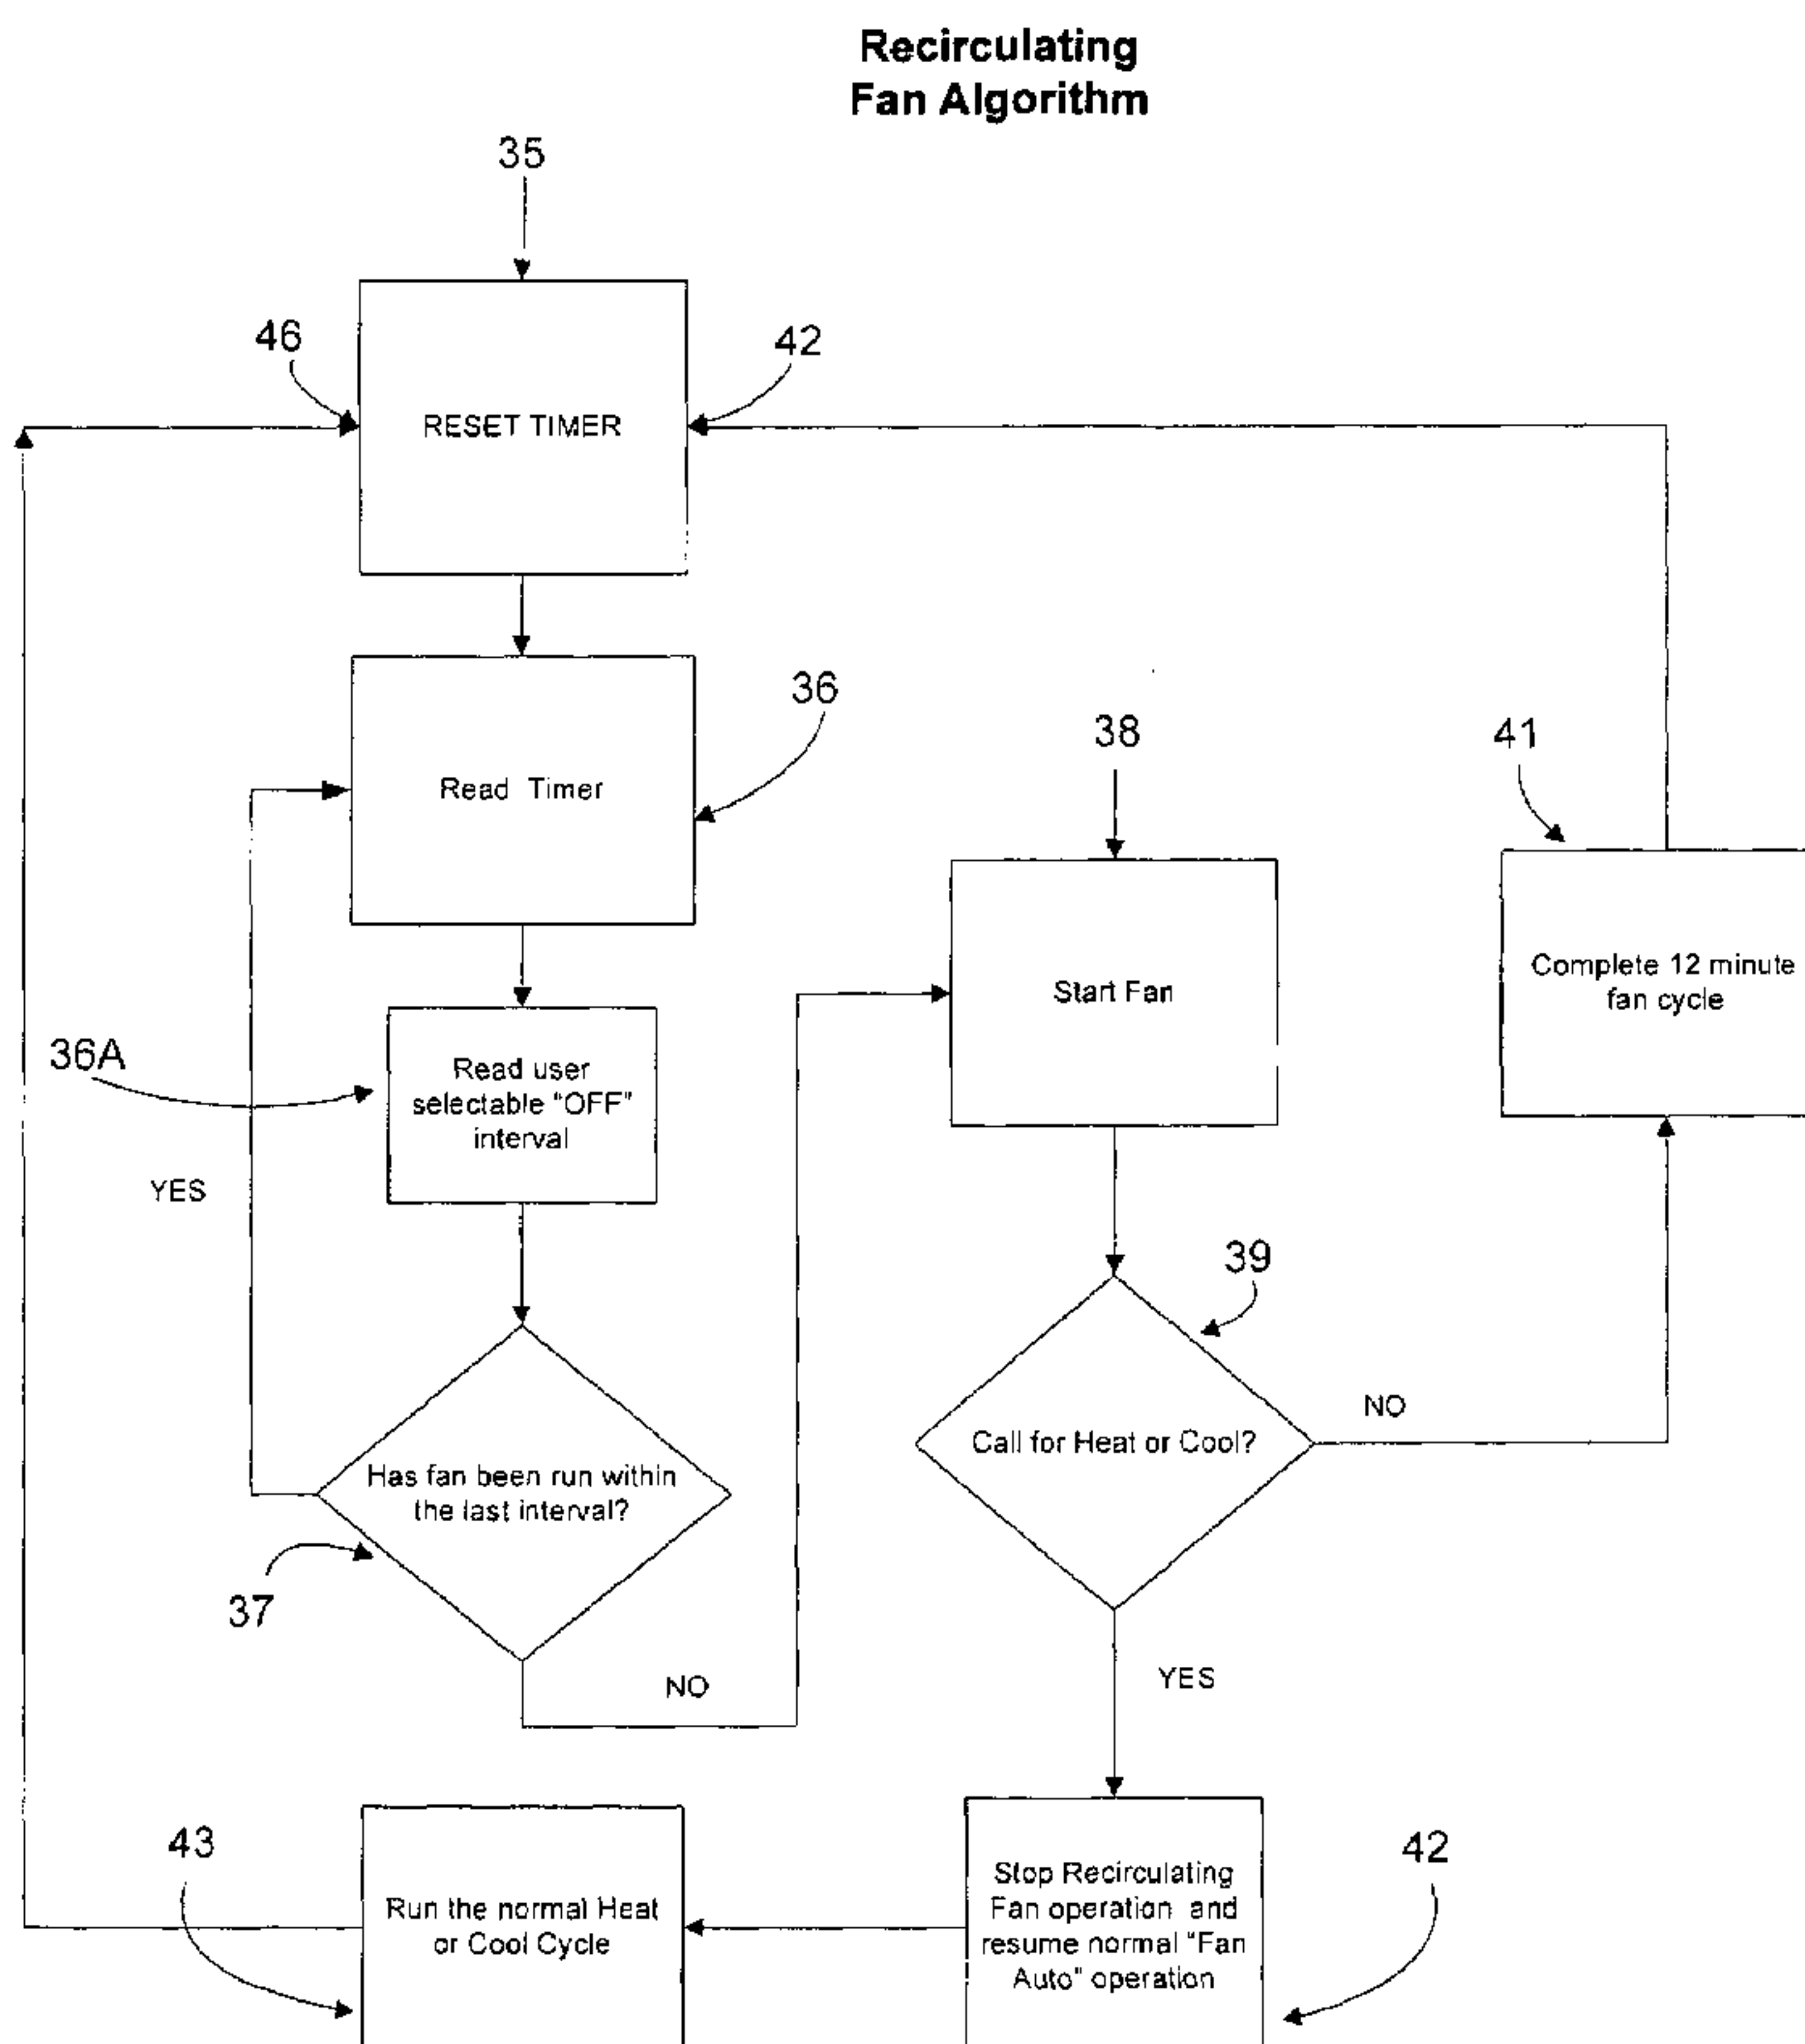 Recirculating
Fan Algorithm
35
46
42
RESET TIMER
36
Read Timer
38
41
Start Fan
Complete 12 minute
fan cycle
36A
Read user
selectable "OFF"
interval
YES
39
Call for Heat or Cool?
NO
Has fan been run within
the last interval?
37
NO
YES
43
Run the normal Heat
or Cool Cycle
Stop Recirculating
Fan operation and
resume normal "Fan
Auto" operation
42